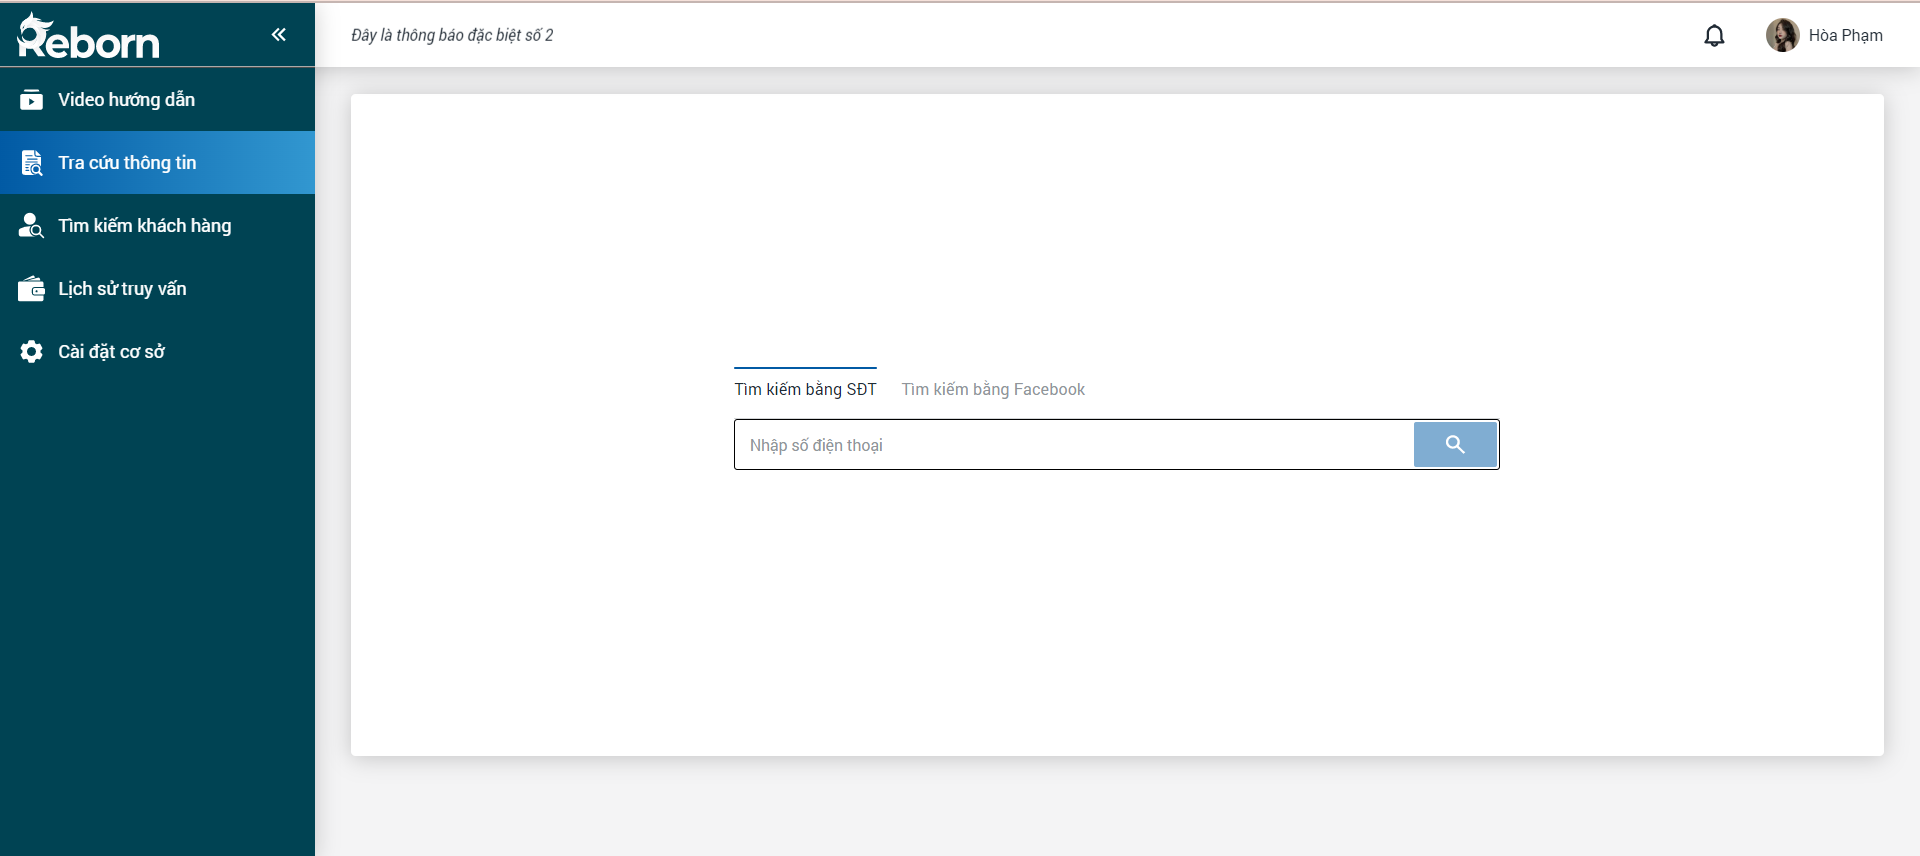 Reborn
Đây là thông báo đặc biệt số 2
Hòa Phạm
Video hướng dẫn
Tra cứu thông tin
Tìm kiếm khách hàng
Lịch sử truy vấn
Cài đặt cơ sở
Tìm kiếm bằng SĐT
Tìm kiếm bằng Facebook
Nhập số điện thoại